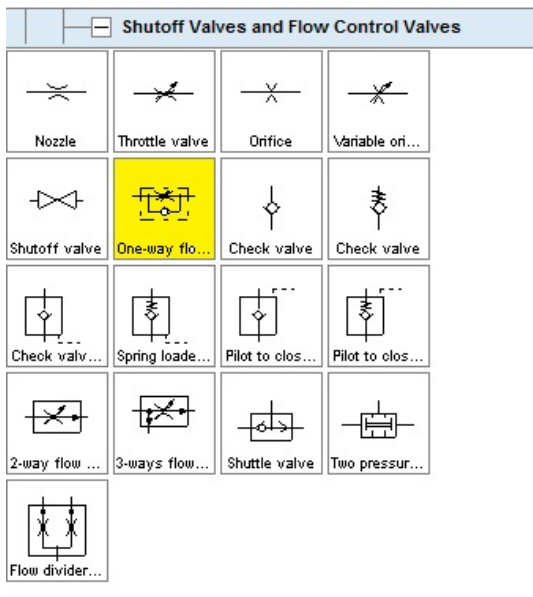 Shutoff Valves and Flow Control Valves
Nozzle
Throttle valve
Orifice
Variable ori...
Shutoff valve
One-way flo...
Check valve
Check valve
Check valv...
Spring loade...
Pilot to clos...
Pilot to clos...
2-way flow ...
3-ways flow...
Shuttle valve
Two pressur...
Flow divider...